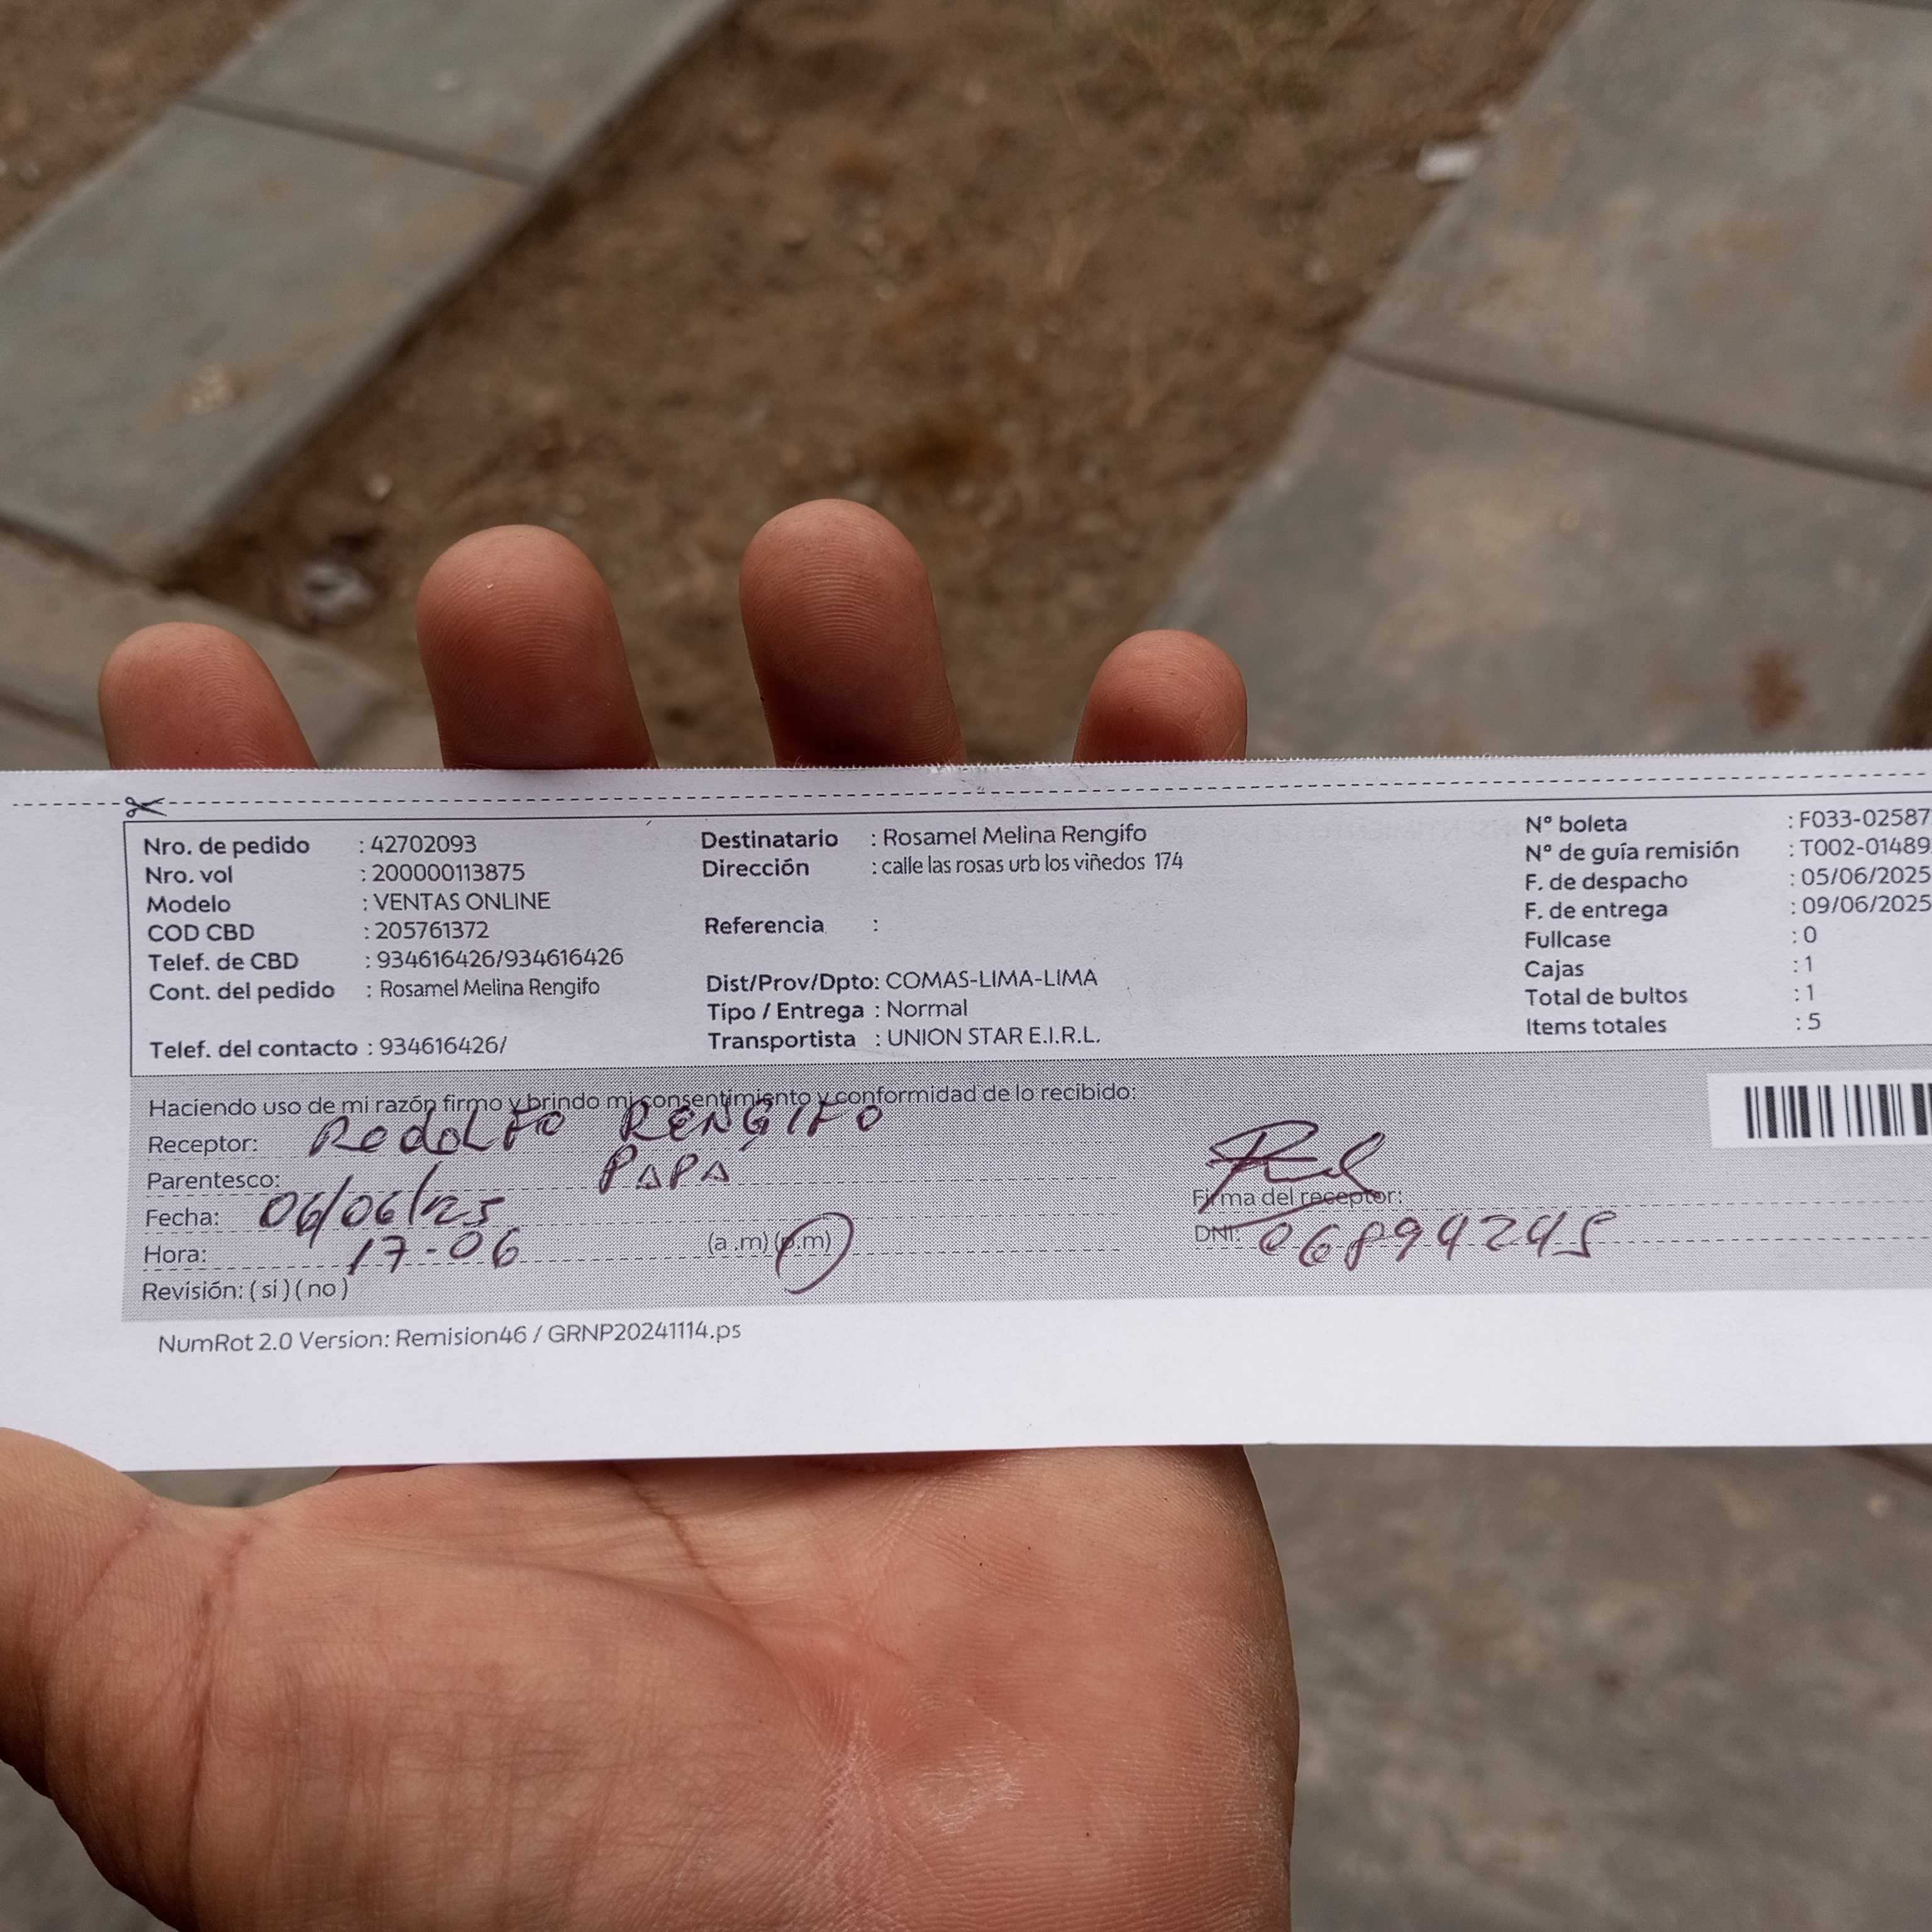 Nro. de pedido : 42702093
Nro. vol : 200000113875
Modelo : VENTAS ONLINE
COD CBD : 205761372
Telef. de CBD : 934616426/934616426
Cont. del pedido : Rosamel Melina Rengifo
Telef. del contacto : 934616426/
Destinatario : Rosamel Melina Rengifo
Dirección : calle las rosas urb los viñedos 174
Referencia :
Dist/Prov/Dpto: COMAS-LIMA-LIMA
Tipo / Entrega : Normal
Transportista : UNION STAR E.I.R.L.
N° boleta : F033-02587
N° de guía remisión : T002-01489
F. de despacho : 05/06/2025
F. de entrega : 09/06/2025
Fullcase : 0
Cajas : 1
Total de bultos : 1
Items totales : 5
Haciendo uso de mi razón firmo y brindo mi consentimiento y conformidad de lo recibido:
Receptor: RodoLFo RENGIFO
Parentesco: PAPÁ
Fecha: 06/06/25
Hora: 17-06 (a .m) (p.m)
Revisión: ( si ) ( no )
Firma del receptor:
DNI: 06894245
NumRot 2.0 Version: Remision46 / GRNP20241114.ps